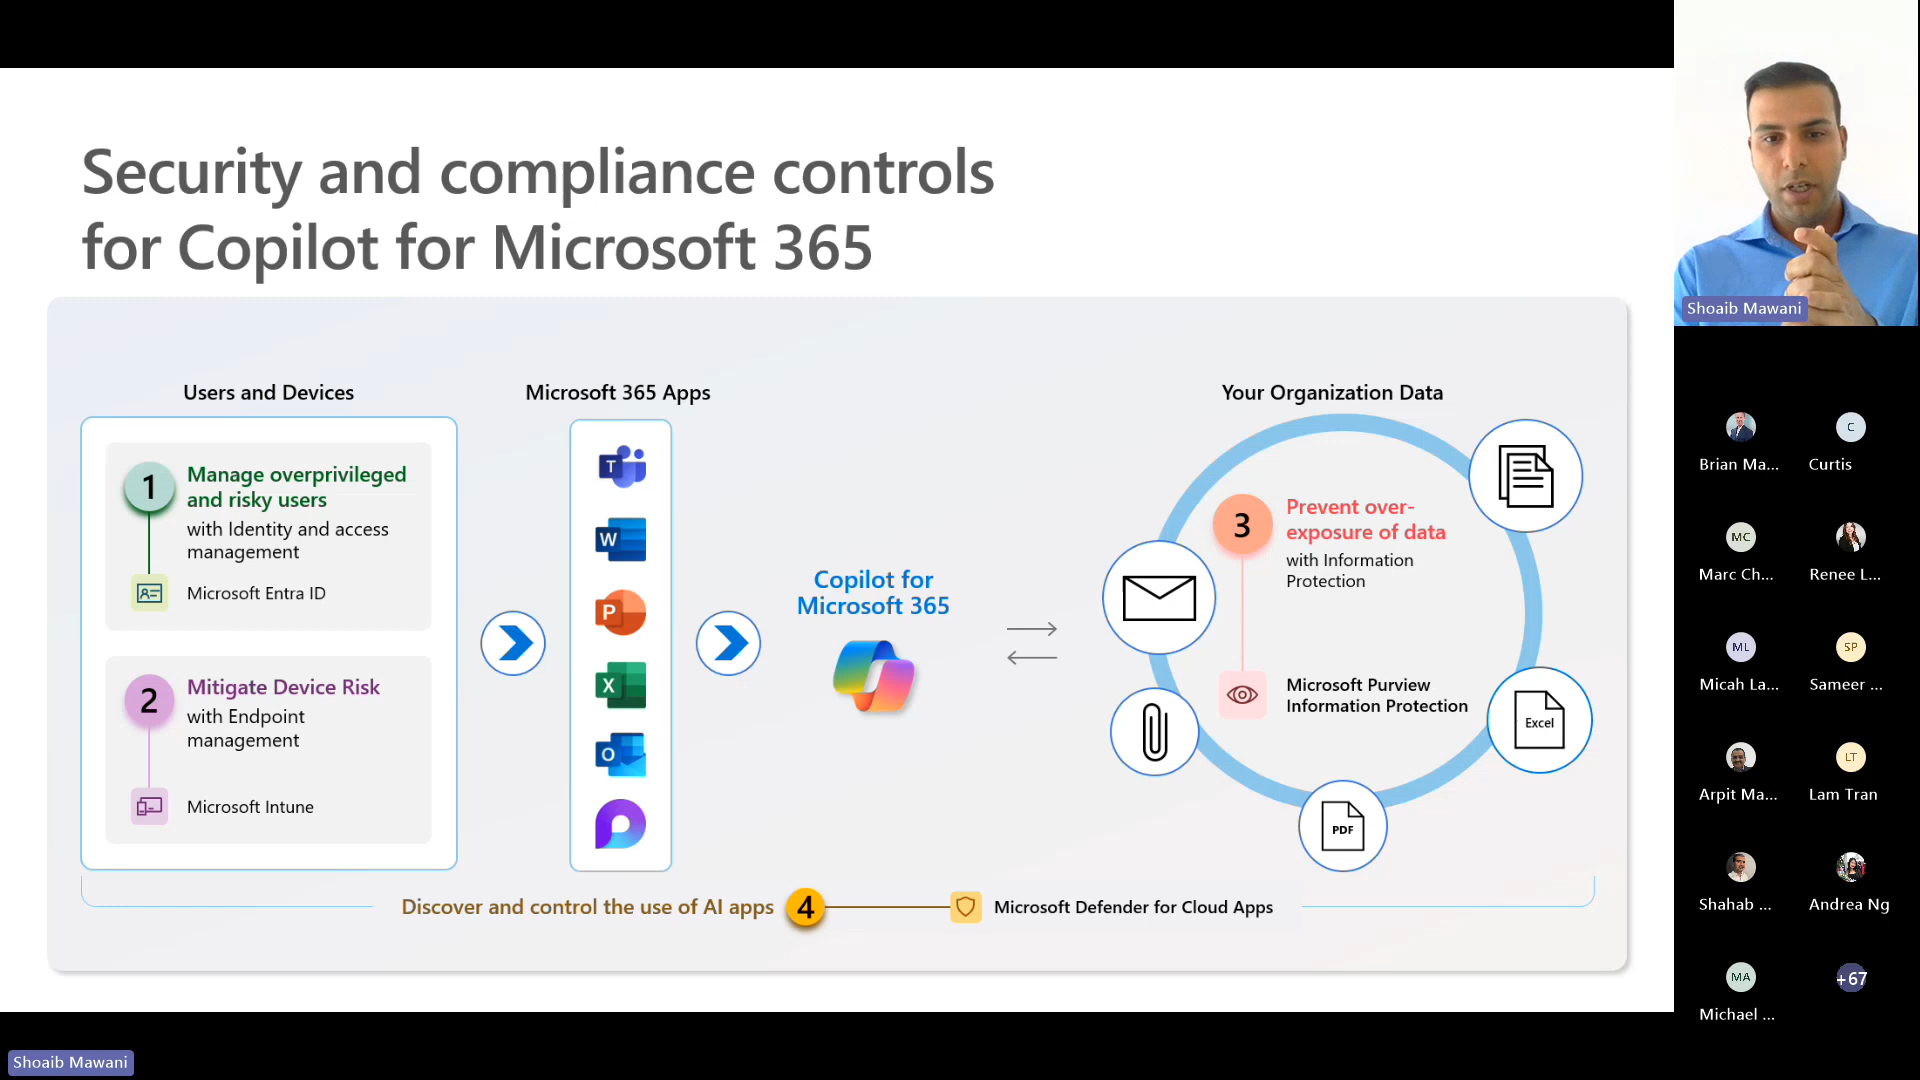 Security and compliance controls
for Copilot for Microsoft 365
Users and Devices
1
Manage overprivileged
and risky users
with Identity and access
management
Microsoft Entra ID
2
Mitigate Device Risk
with Endpoint
management
Microsoft Intune
Microsoft 365 Apps
T
W
P
X
O
Copilot for
Microsoft 365
Your Organization Data
3
Prevent over-
exposure of data
with Information
Protection
Microsoft Purview
Information Protection
Excel
PDF
Discover and control the use of AI apps
4
Microsoft Defender for Cloud Apps
Shoaib Mawani
Brian Ma...
C
Curtis
MC
Marc Ch...
Renee L...
ML
Micah La...
SP
Sameer ...
Arpit Ma...
LT
Lam Tran
Shahab ...
Andrea Ng
MA
Michael ...
+67
Shoaib Mawani